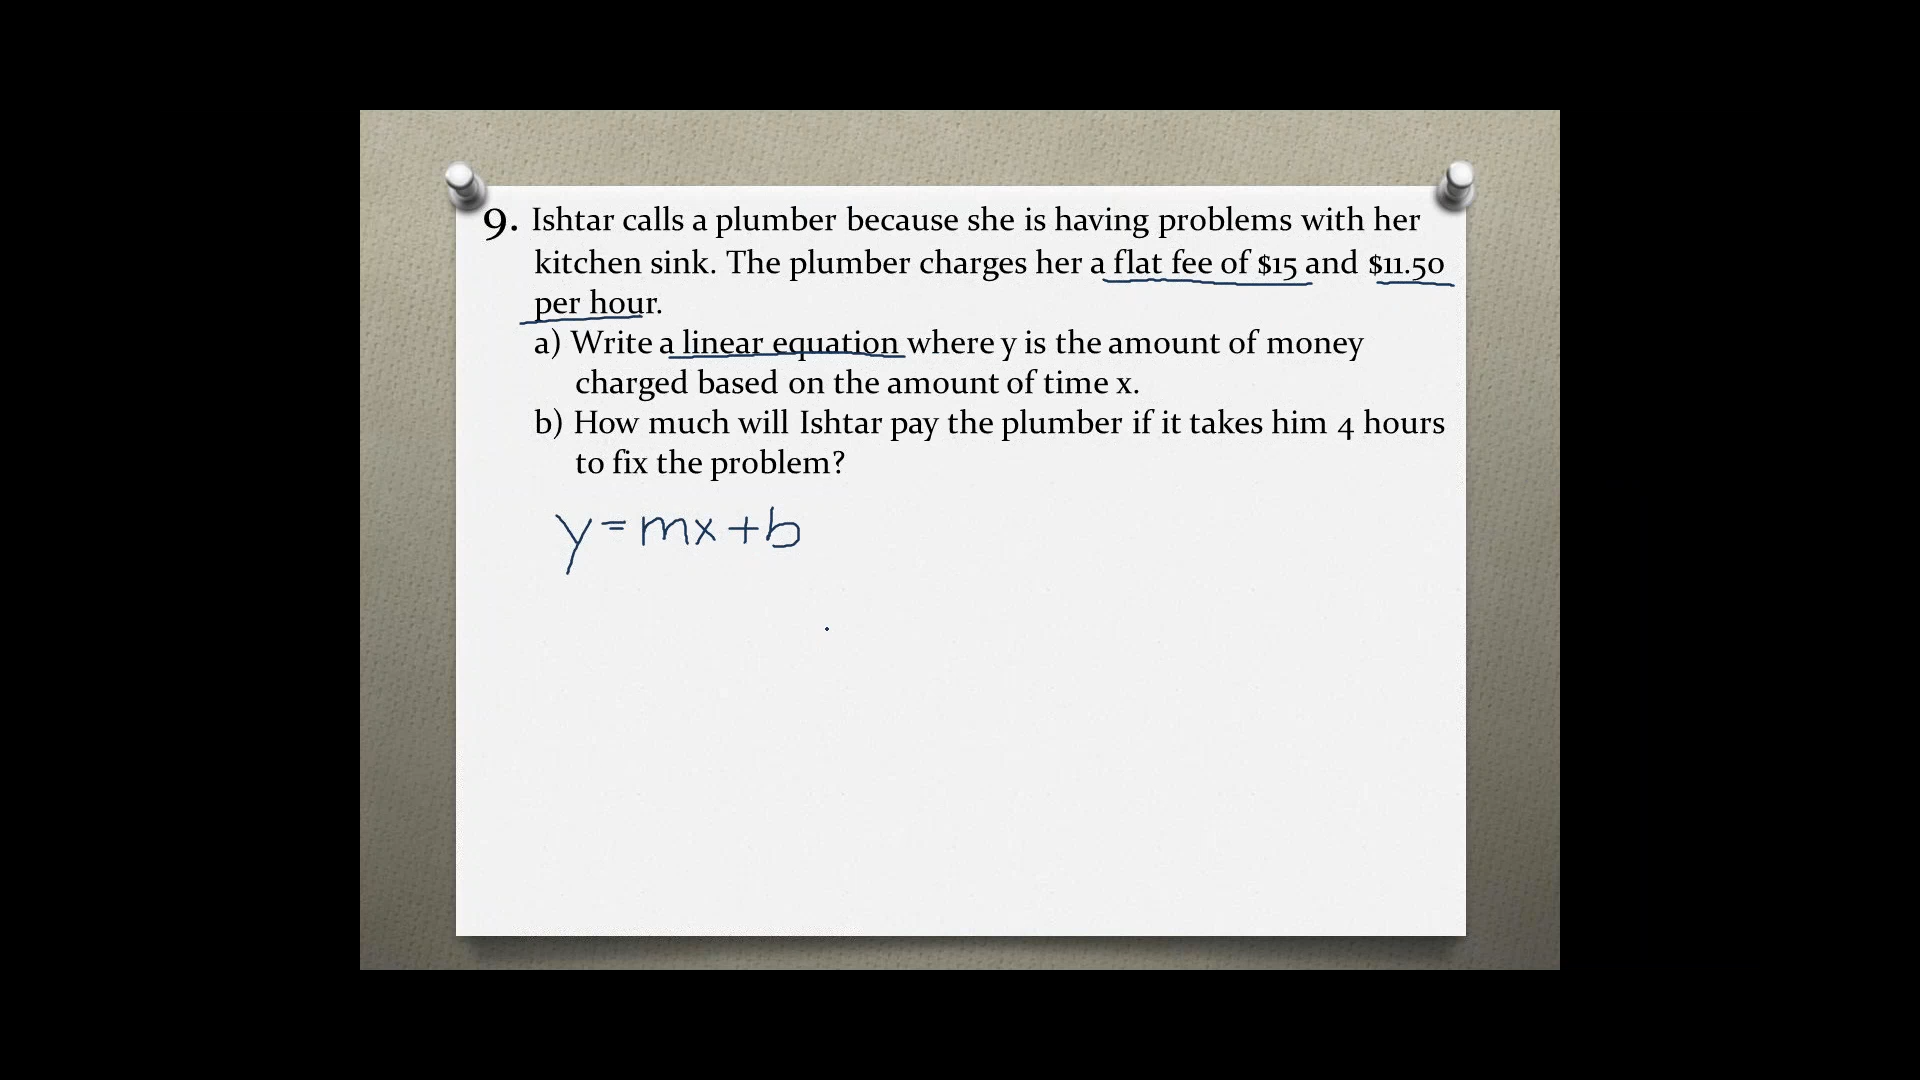 9. Ishtar calls a plumber because she is having problems with her
kitchen sink. The plumber charges her a flat fee of $15 and $11.50
per hour.
a) Write a linear equation where y is the amount of money
charged based on the amount of time x.
b) How much will Ishtar pay the plumber if it takes him 4 hours
to fix the problem?
y = mx + b